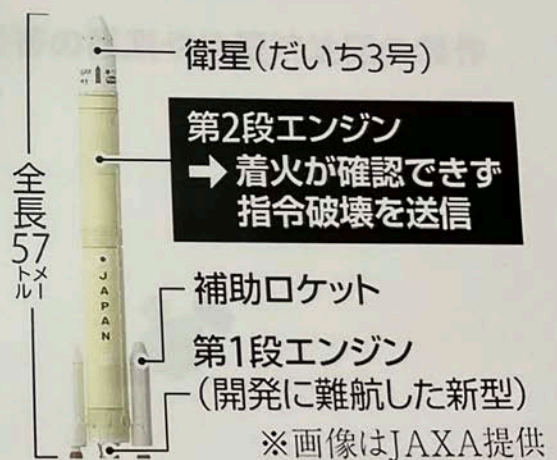 衛星(だいち3号)
第2段エンジン
➡着火が確認できず
指令破壊を送信
全長57メートル
JAPAN
補助ロケット
第1段エンジン
(開発に難航した新型)
※画像はJAXA提供